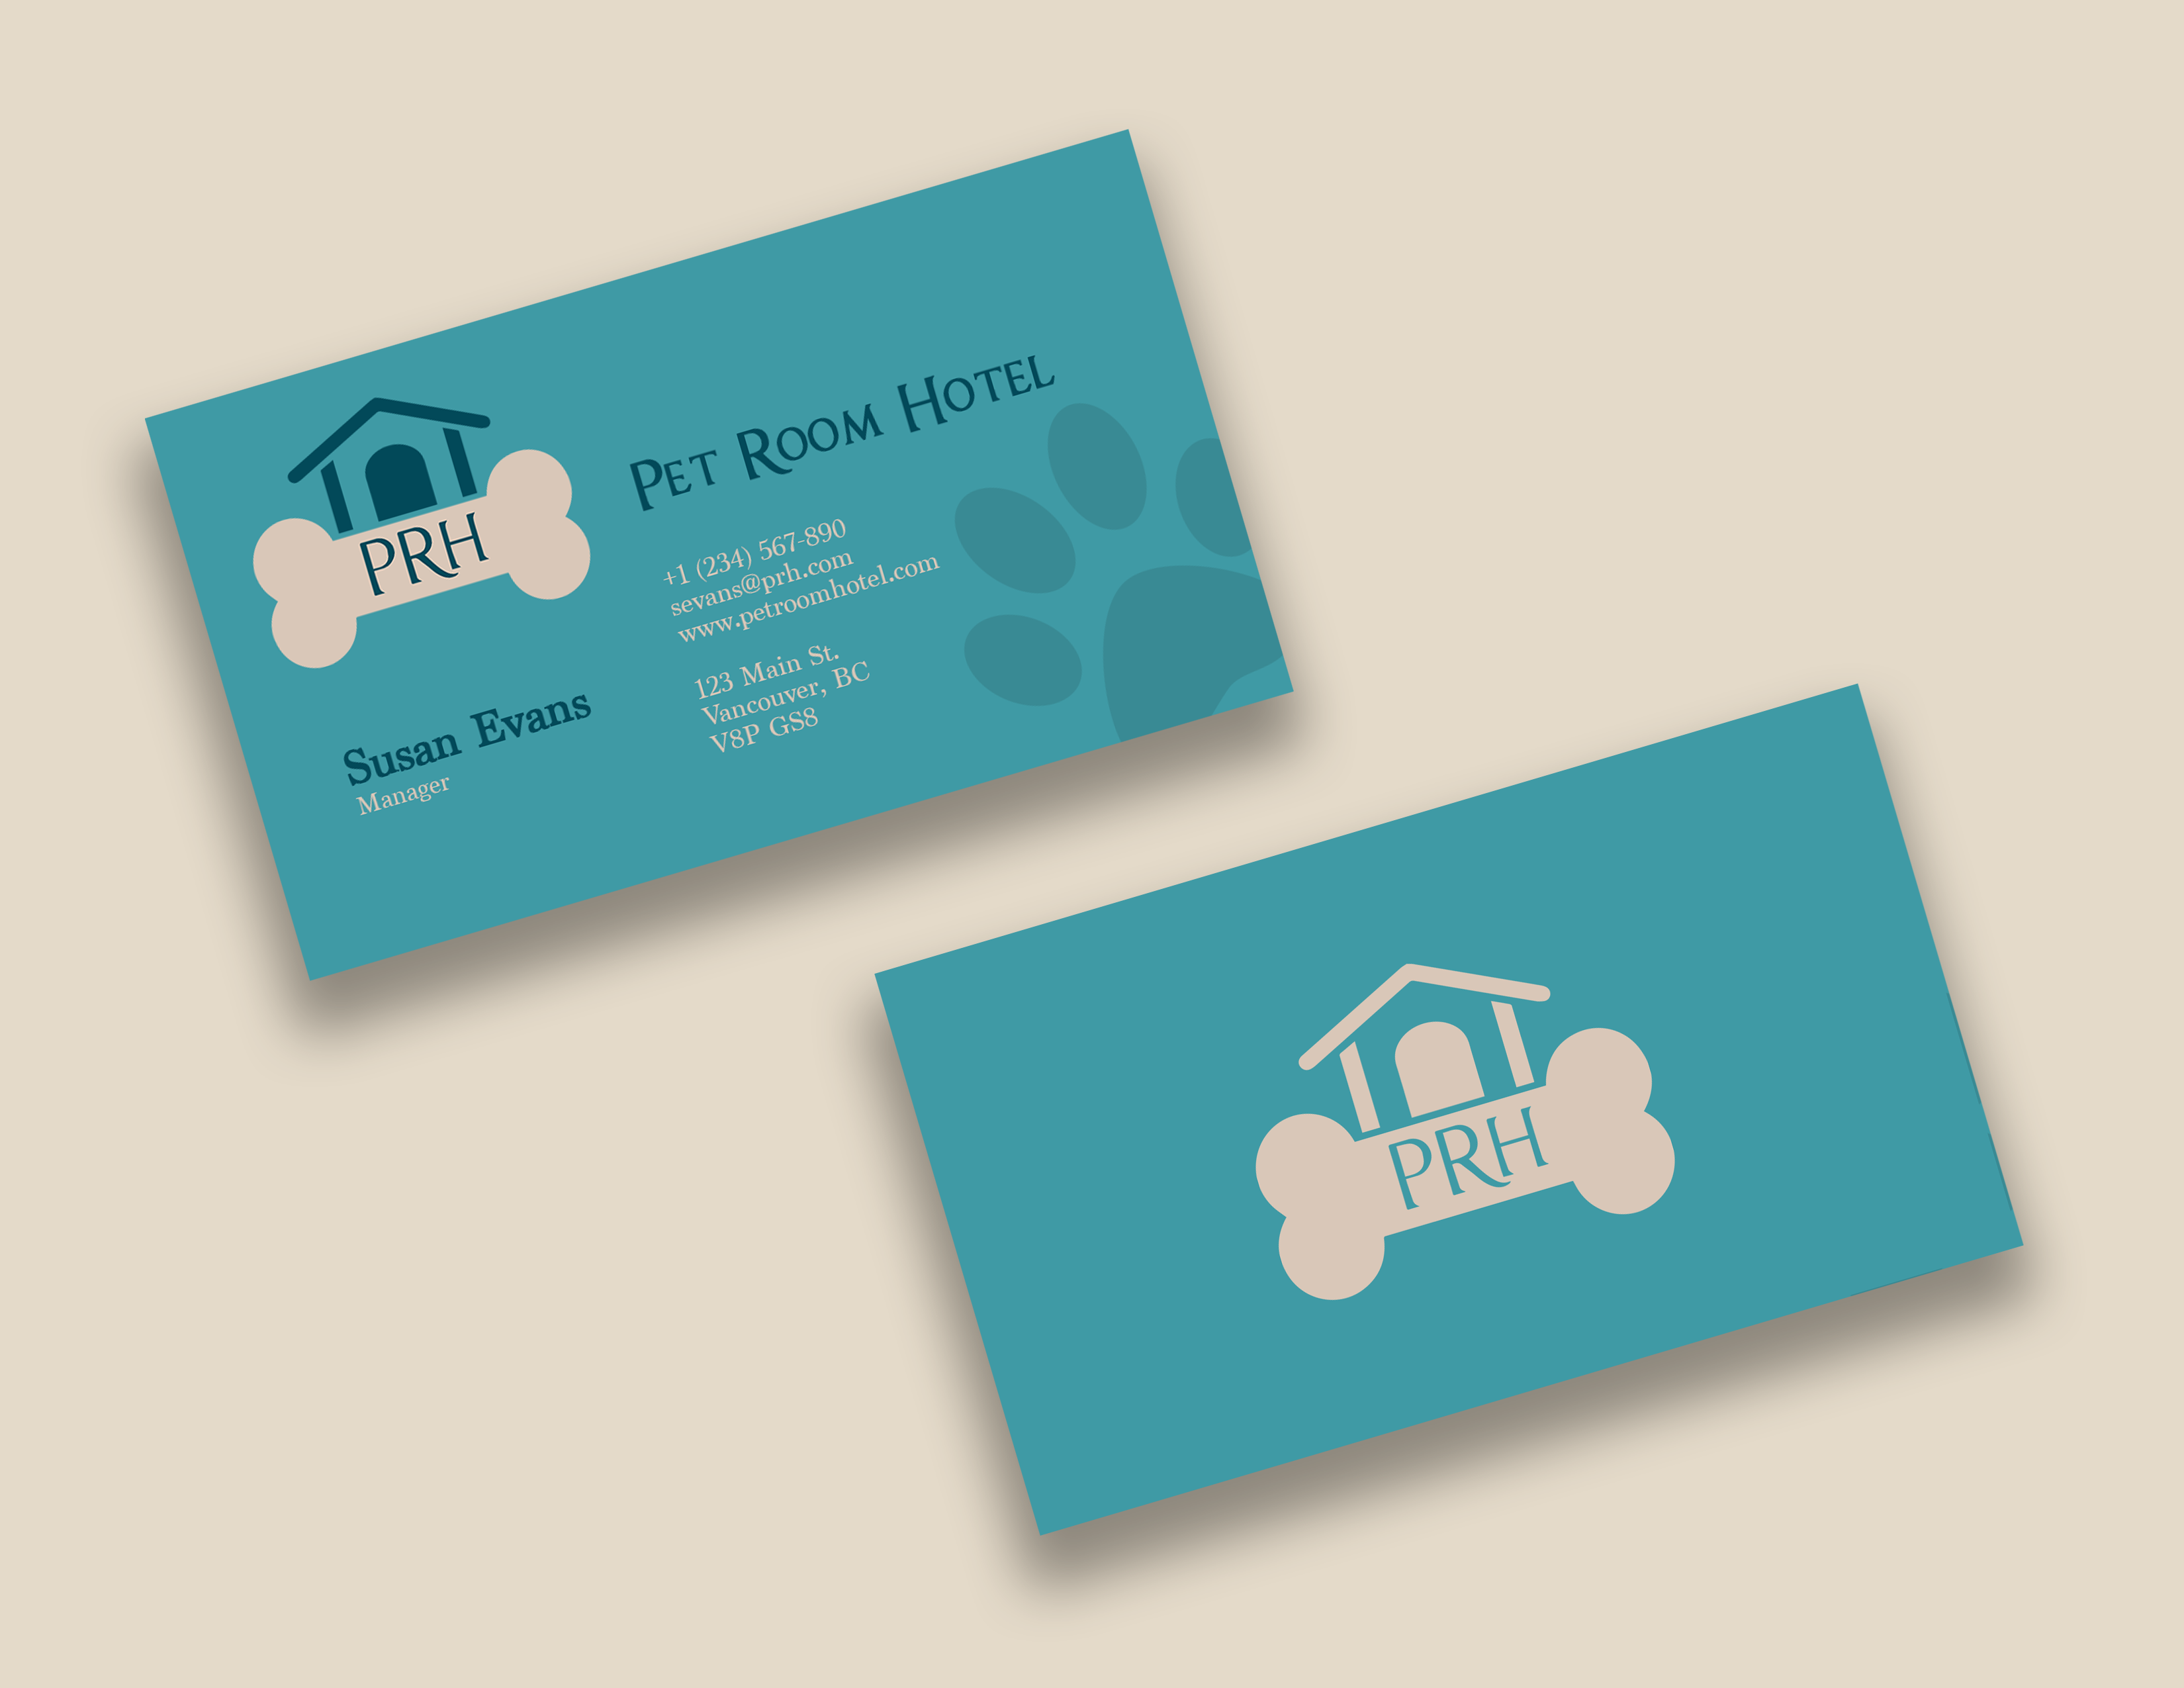 PRH
Pet Room Hotel
+1 (234) 567-890
sevans@prh.com
www.petroomhotel.com
123 Main St.
Vancouver, BC
V8P GS8
Susan Evans
Manager
PRH